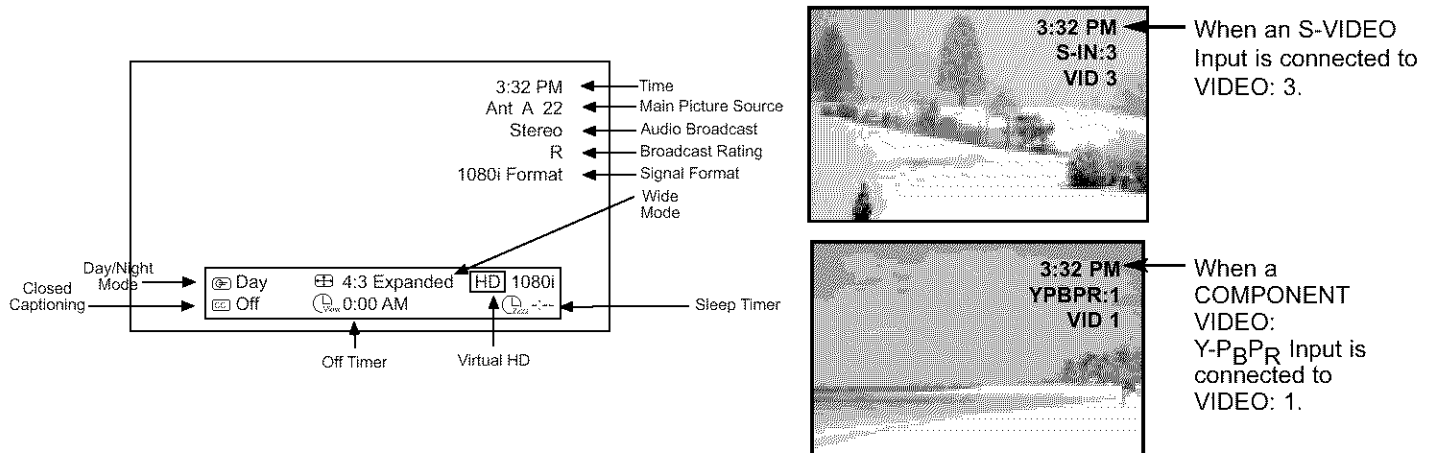 3:32 PM
Ant A 22
Stereo
R
1080i Format
Time
Main Picture Source
Audio Broadcast
Broadcast Rating
Signal Format
Wide
Mode
Day/Night
Mode
Closed
Captioning
Day
4:3 Expanded
HD 1080i
CC Off
0:00 AM
-:--
Sleep Timer
Off Timer
Virtual HD
3:32 PM
S-IN:3
VID 3
When an S-VIDEO
Input is connected to
VIDEO: 3.
3:32 PM
YPBPR:1
VID 1
When a
COMPONENT
VIDEO:
Y-PBPR Input is
connected to
VIDEO: 1.